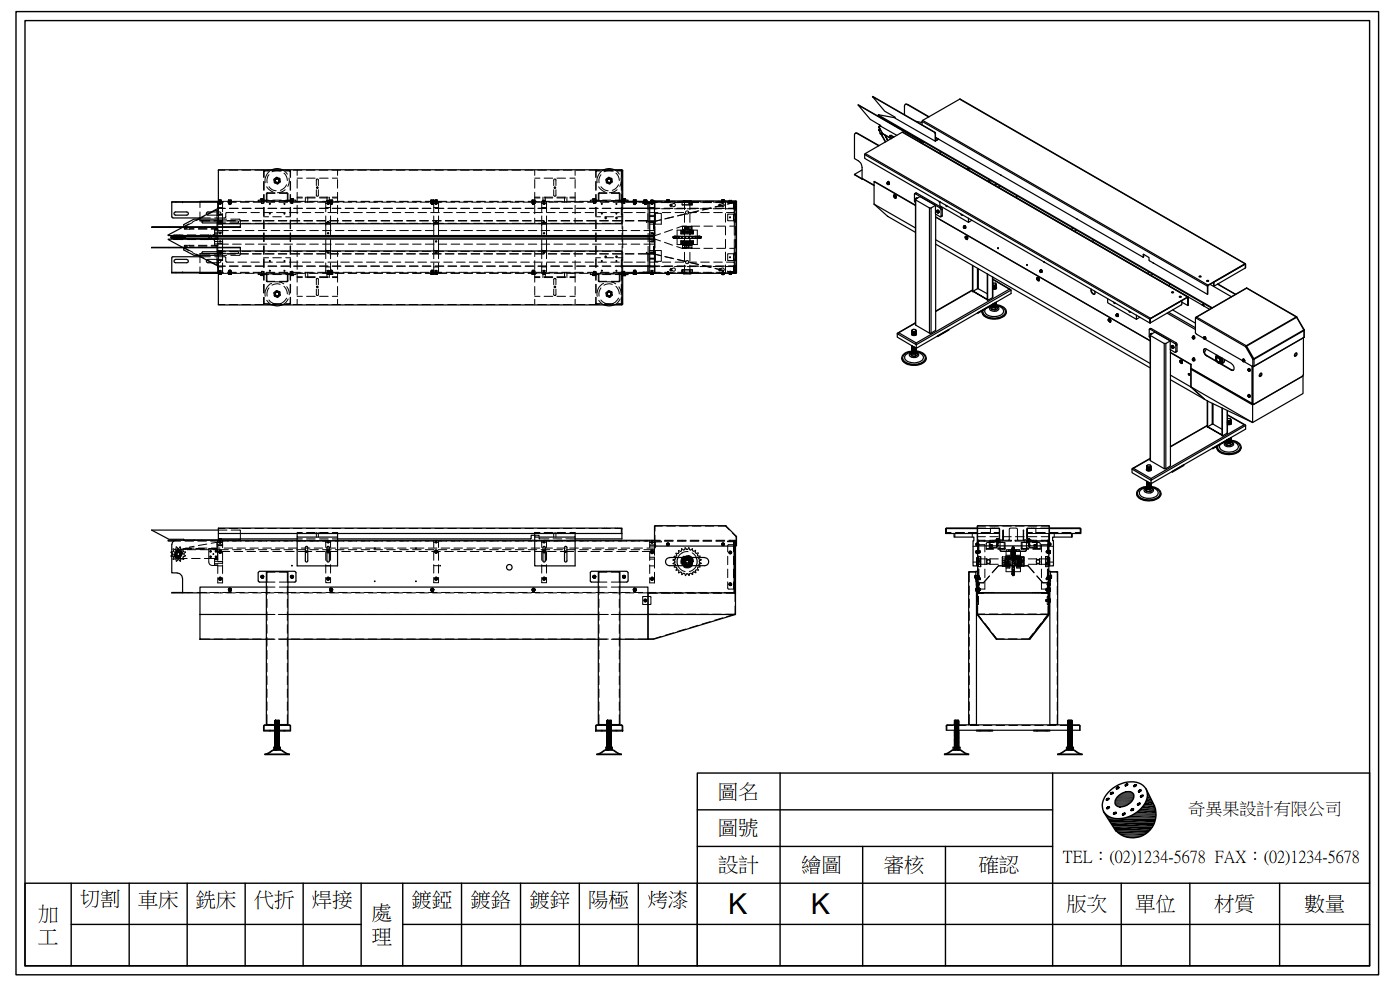 圖名
圖號
奇異果設計有限公司
TEL：(02)1234-5678 FAX：(02)1234-5678
設計 繪圖 審核 確認
加工 切割 車床 銑床 代折 焊接 處理 鍍錏 鍍鉻 鍍鋅 陽極 烤漆 K K 版次 單位 材質 數量